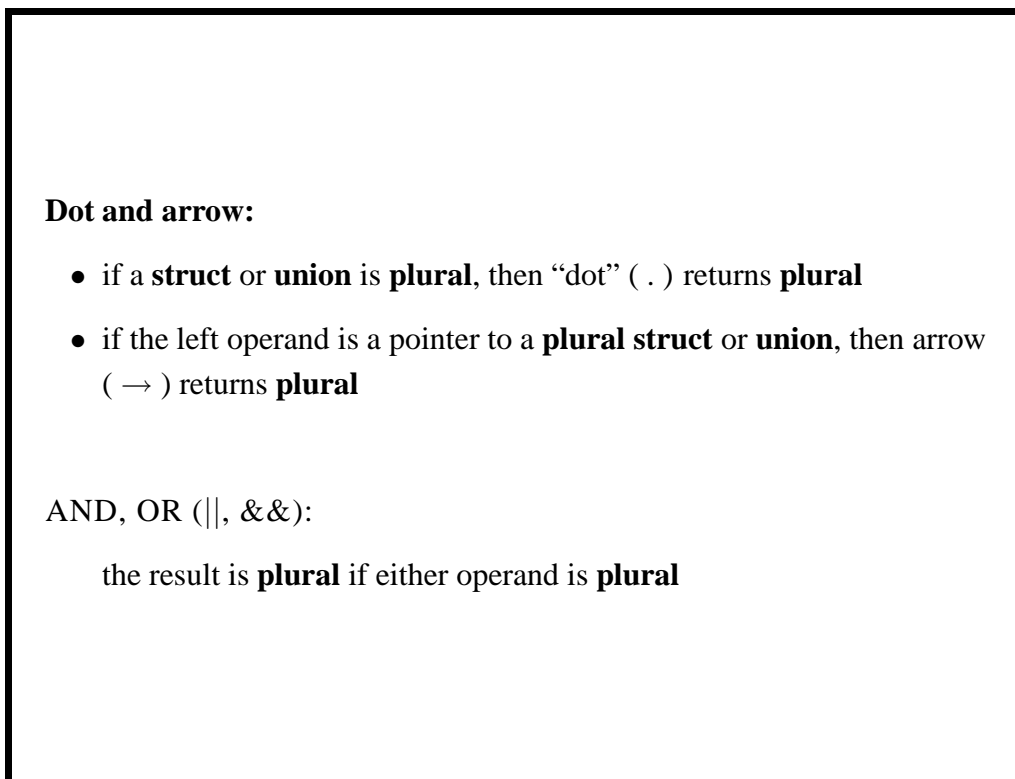 Dot and arrow:
• if a struct or union is plural, then “dot” ( . ) returns plural
• if the left operand is a pointer to a plural struct or union, then arrow
( → ) returns plural
AND, OR (||, &&):
the result is plural if either operand is plural